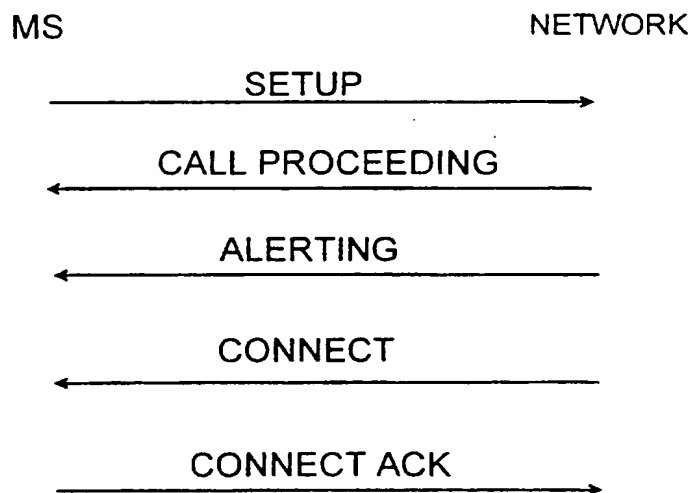 MS NETWORK
SETUP
CALL PROCEEDING
ALERTING
CONNECT
CONNECT ACK